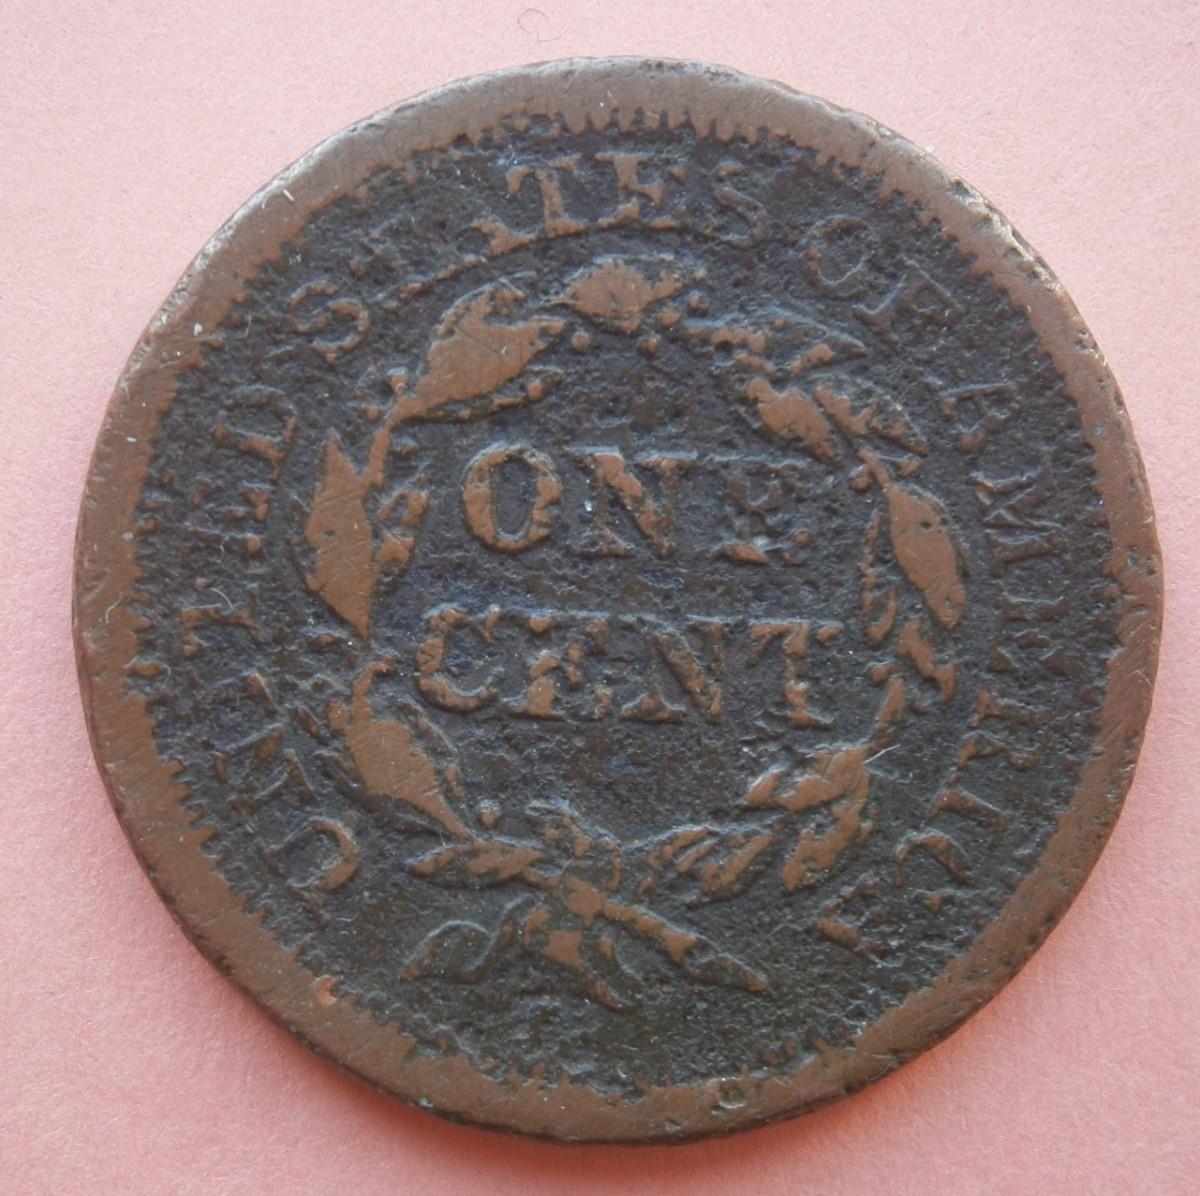 UNITED STATES OF AMERICA
ONE
CENT